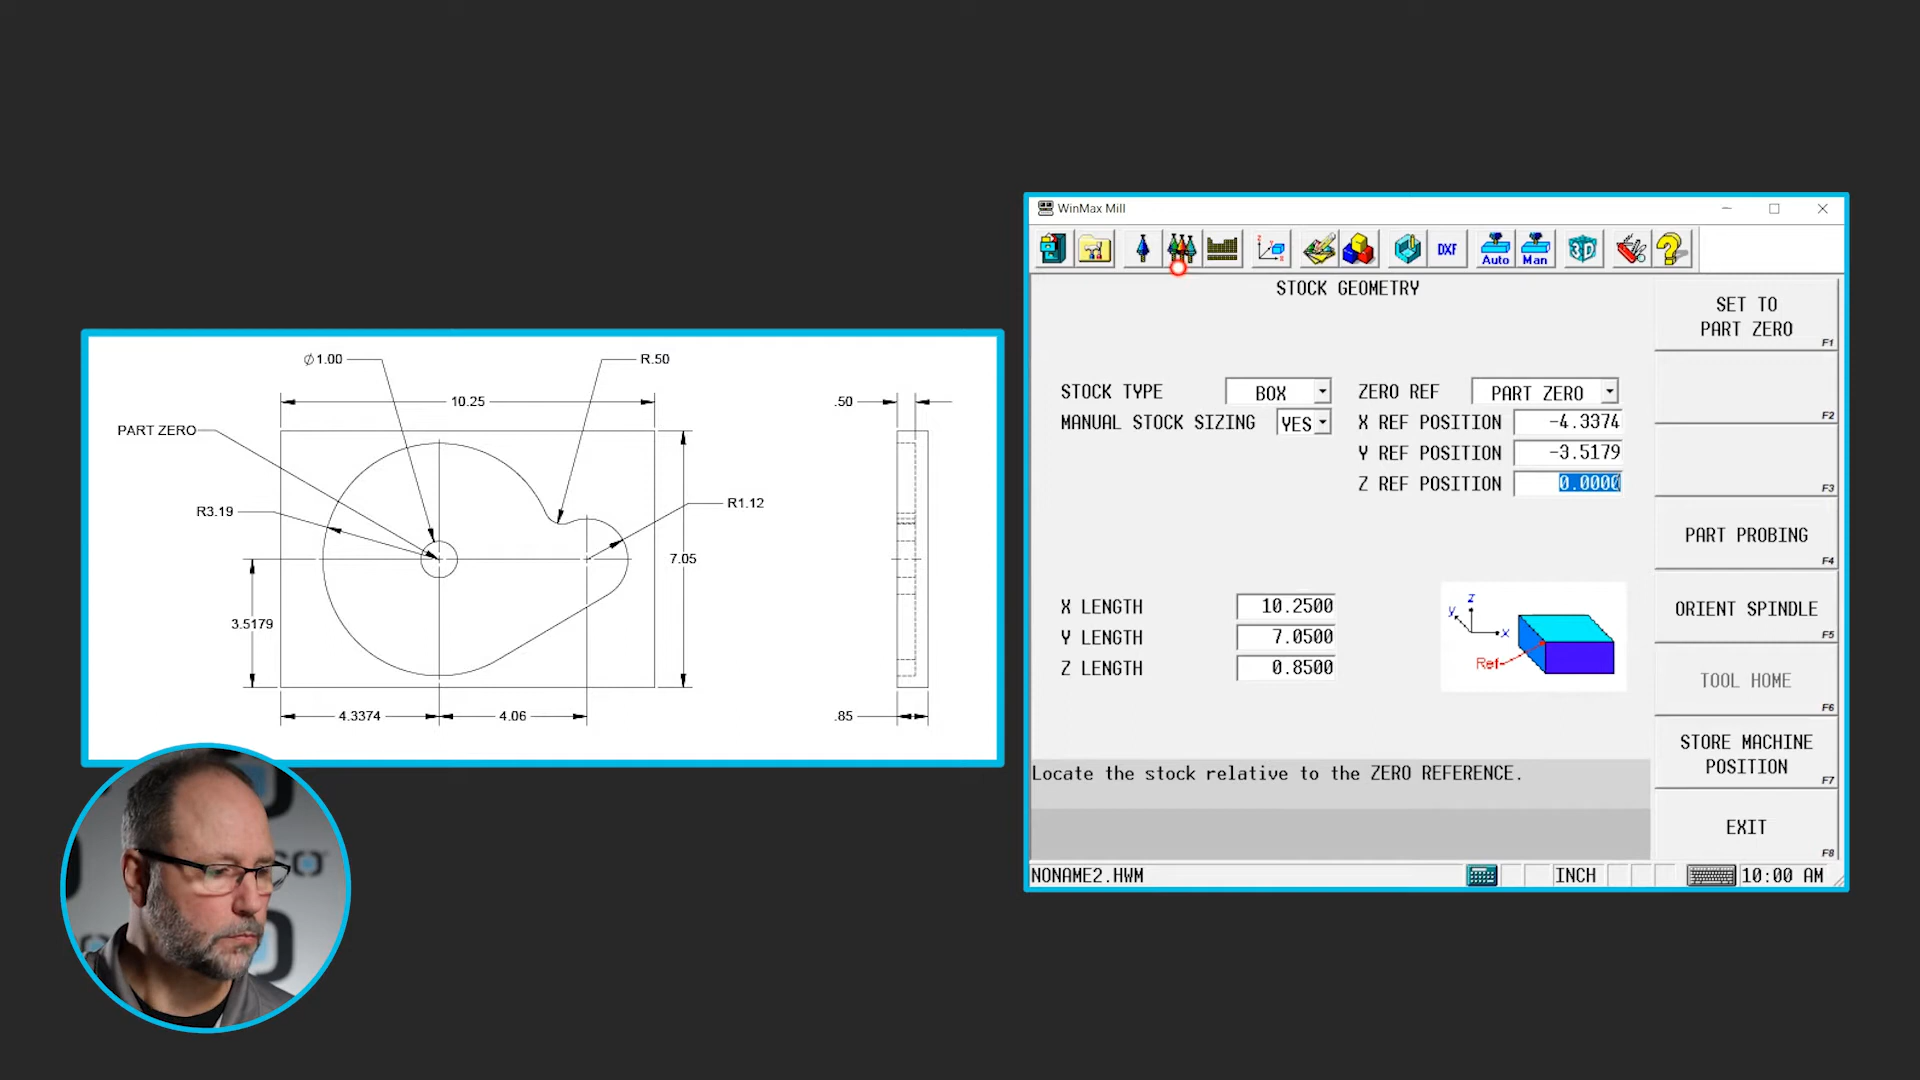 Ø1.00
R.50
10.25
.50
PART ZERO
R3.19
R1.12
7.05
3.5179
4.3374
4.06
.85
SO
WinMax Mill
DXF
Auto
Man
3D
STOCK GEOMETRY
STOCK TYPE BOX ZERO REF PART ZERO
MANUAL STOCK SIZING YES X REF POSITION -4.3374
Y REF POSITION -3.5179
Z REF POSITION 0.0000
X LENGTH 10.2500
Y LENGTH 7.0500
Z LENGTH 0.8500
Z
y
X
Ref
Locate the stock relative to the ZERO REFERENCE.
SET TO
PART ZERO
F1
F2
F3
PART PROBING
F4
ORIENT SPINDLE
F5
TOOL HOME
F6
STORE MACHINE
POSITION
F7
EXIT
F8
NONAME2.HWM INCH 10:00 AM